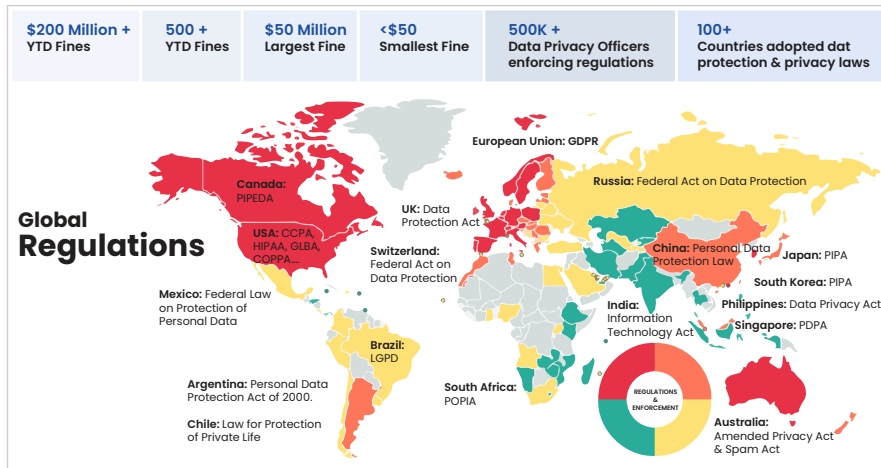 $200 Million +
YTD Fines
500 +
YTD Fines
$50 Million
Largest Fine
<$50
Smallest Fine
500K +
Data Privacy Officers
enforcing regulations
100+
Countries adopted dat
protection & privacy laws
Global
Regulations
European Union: GDPR
Canada:
PIPEDA
Russia: Federal Act on Data Protection
UK: Data
Protection Act
USA: CCPA,
HIPAA, GLBA,
COPPA....
Switzerland:
Federal Act on
Data Protection
China: Personal Data
Protection Law
Japan: PIPA
South Korea: PIPA
Mexico: Federal Law
on Protection of
Personal Data
India:
Information
Technology Act
Philippines: Data Privacy Act
Singapore: PDPA
Brazil:
LGPD
Argentina: Personal Data
Protection Act of 2000.
South Africa:
POPIA
REGULATIONS
&
ENFORCEMENT
Chile: Law for Protection
of Private Life
Australia:
Amended Privacy Act
& Spam Act